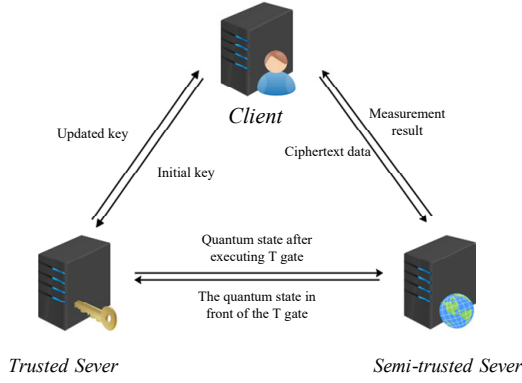 Client
Updated key
Initial key
Measurement
result
Ciphertext data
Quantum state after
executing T gate
The quantum state in
front of the T gate
Trusted Sever
Semi-trusted Sever